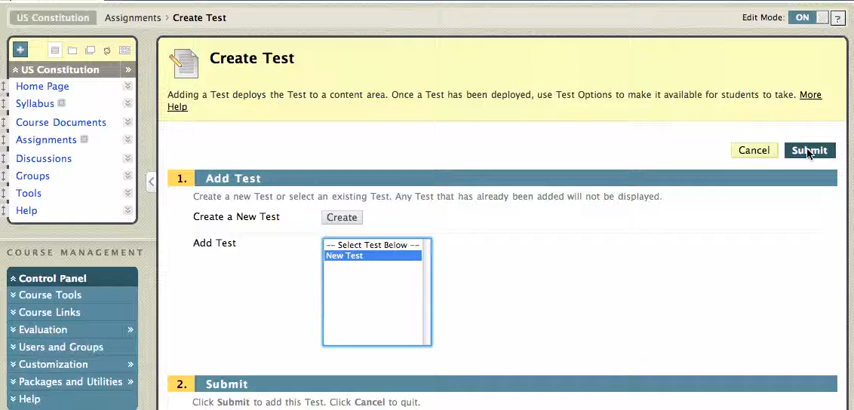 US Constitution Assignments > Create Test Edit Mode: ON ?
US Constitution
Home Page
Syllabus
Course Documents
Assignments
Discussions
Groups
Tools
Help
COURSE MANAGEMENT
Control Panel
Course Tools
Course Links
Evaluation
Users and Groups
Customization
Packages and Utilities
Help
Create Test
Adding a Test deploys the Test to a content area. Once a Test has been deployed, use Test Options to make it available for students to take. More
Help
Cancel Submit
1. Add Test
Create a new Test or select an existing Test. Any Test that has already been added will not be displayed.
Create a New Test Create
Add Test
-- Select Test Below --
New Test
2. Submit
Click Submit to add this Test. Click Cancel to quit.